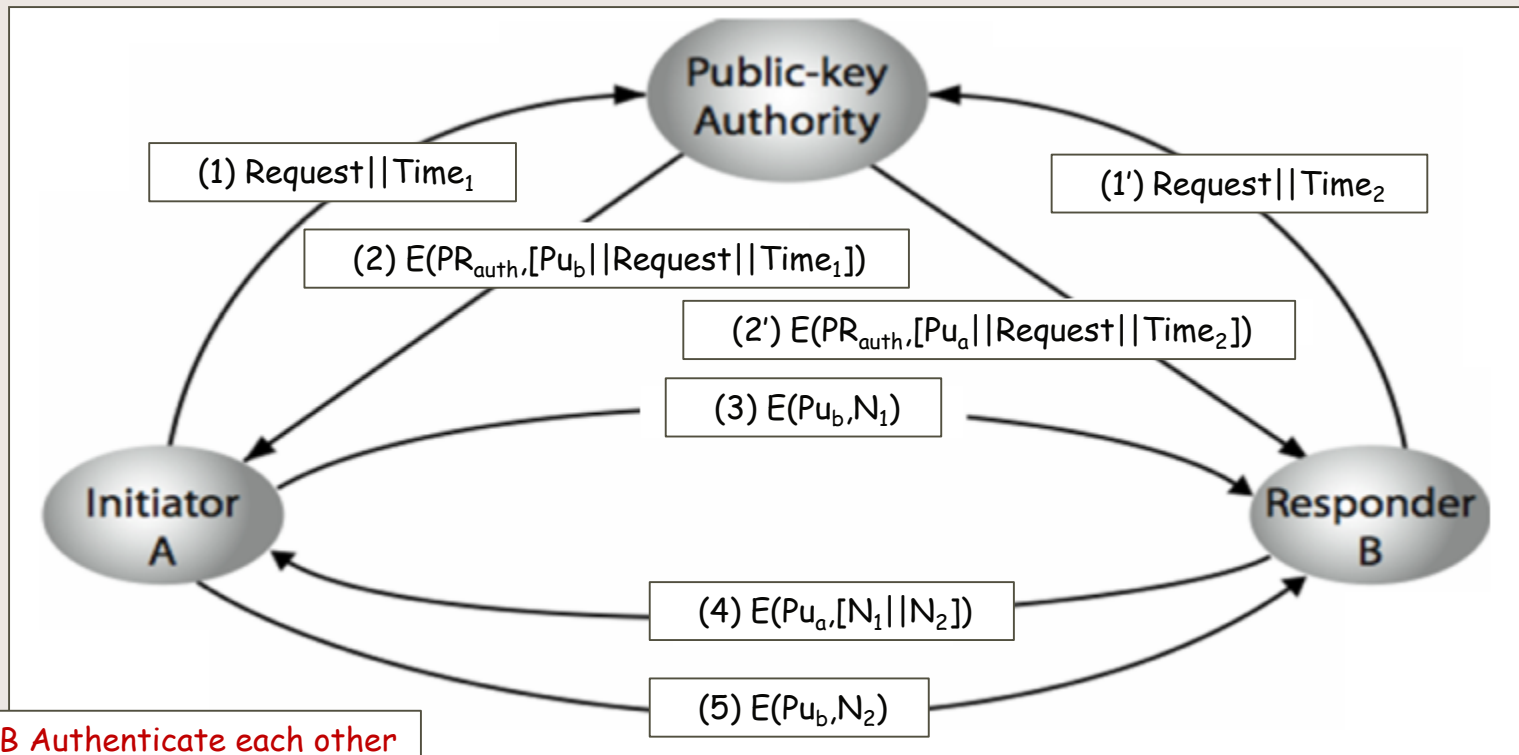 Public-key
Authority
(1) Request||Time₁
(1') Request||Time₂
(2) E(PRauth,[Pub||Request||Time₁])
(2') E(PRauth,[Pua||Request||Time₂])
(3) E(Pub,N₁)
Initiator
A
Responder
B
(4) E(Pua,[N₁||N₂])
(5) E(Pub,N₂)
B Authenticate each other